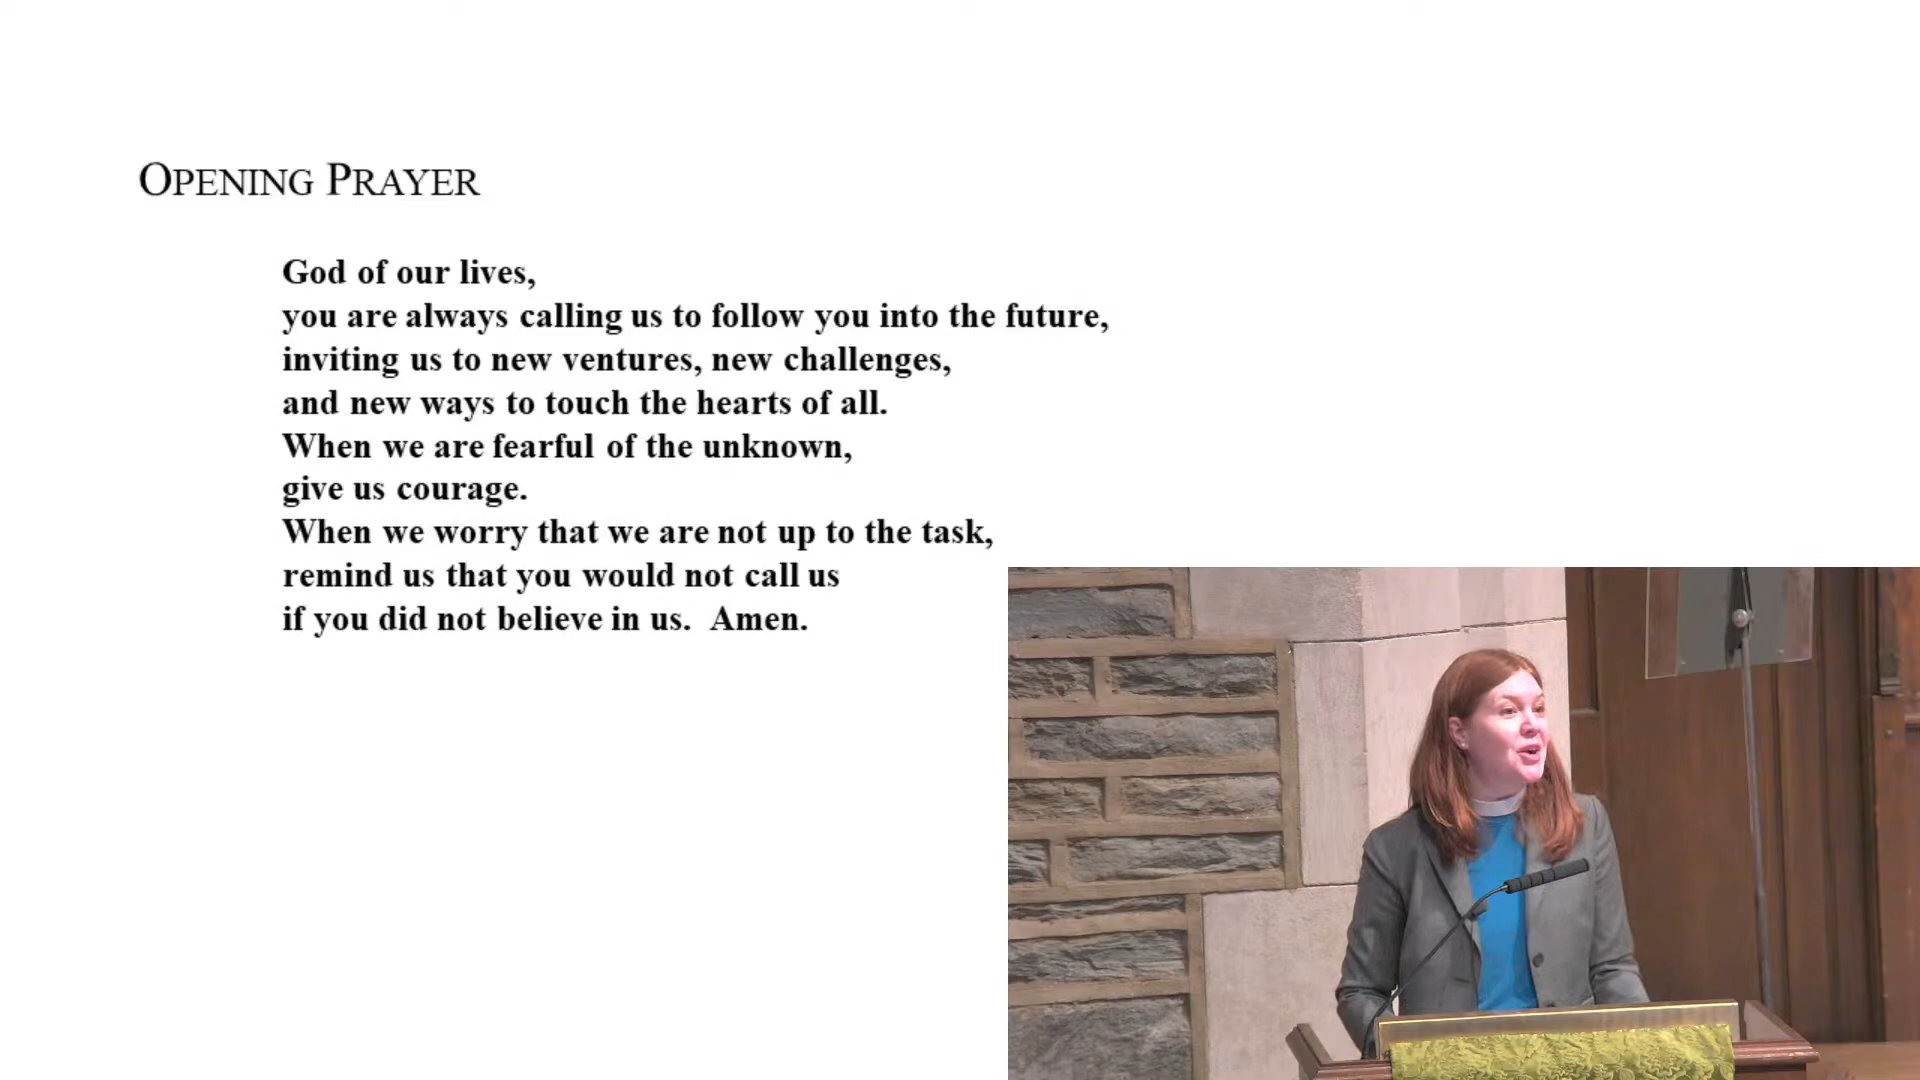 OPENING PRAYER
God of our lives,
you are always calling us to follow you into the future,
inviting us to new ventures, new challenges,
and new ways to touch the hearts of all.
When we are fearful of the unknown,
give us courage.
When we worry that we are not up to the task,
remind us that you would not call us
if you did not believe in us.  Amen.